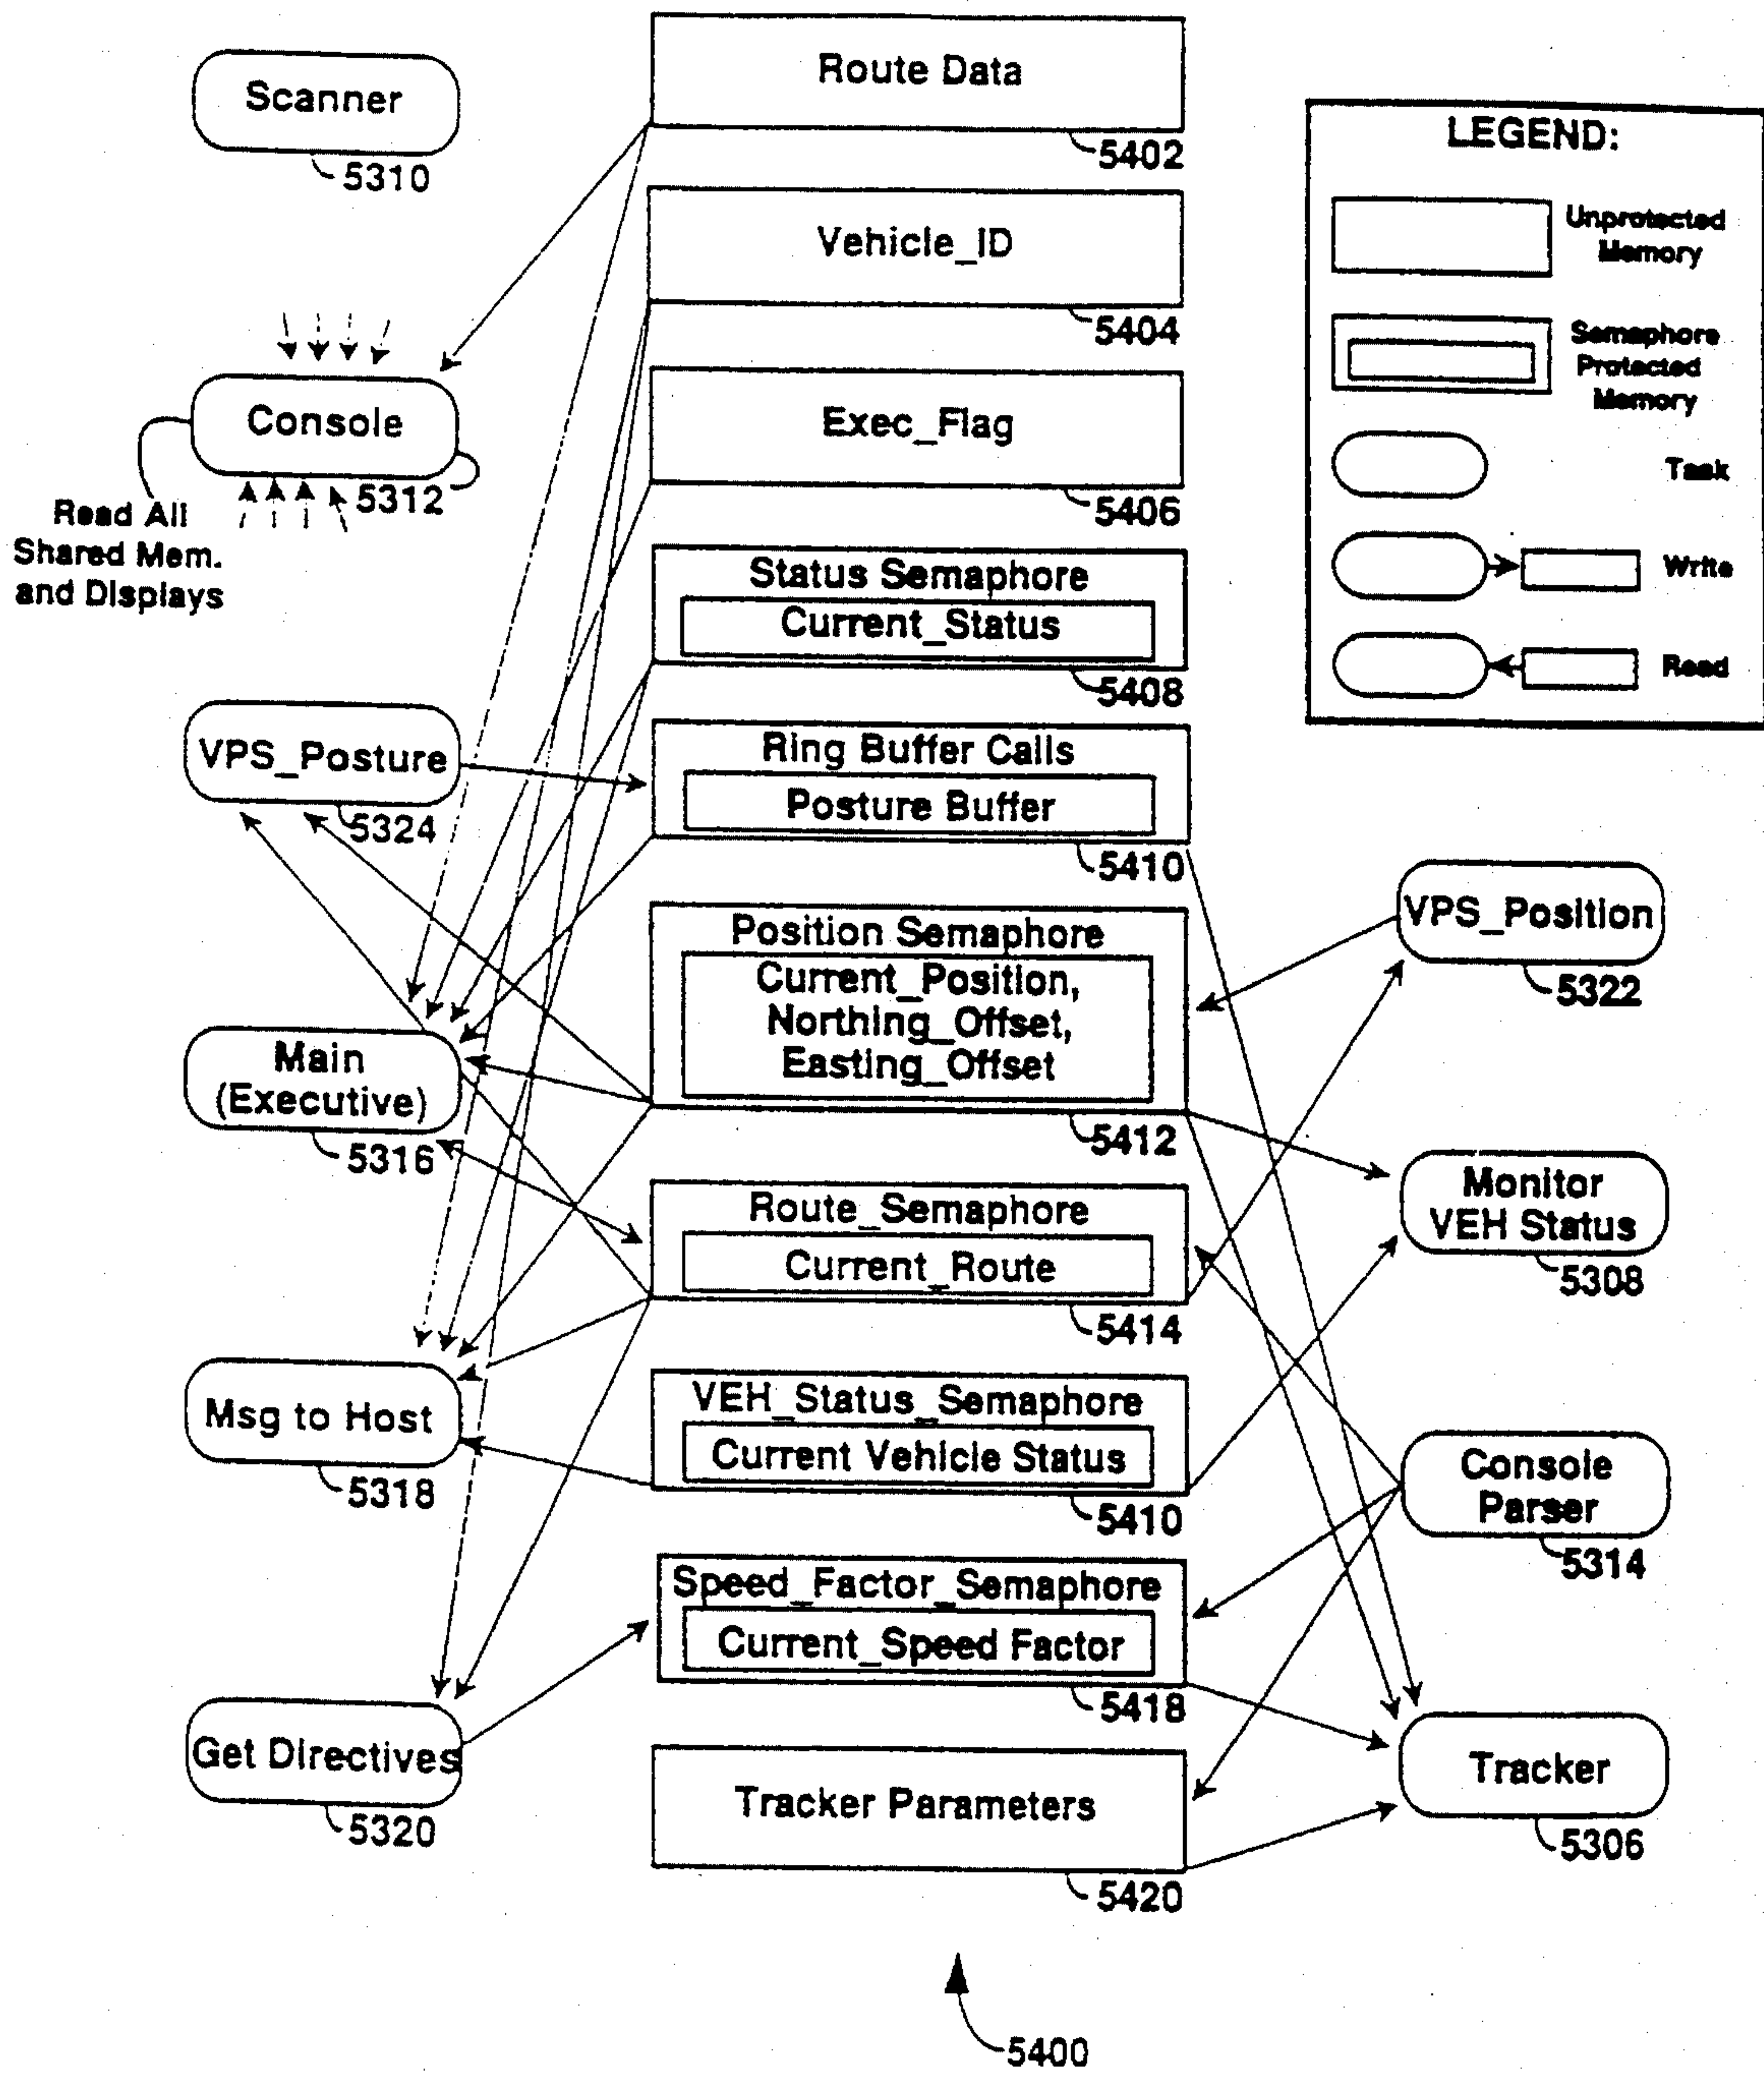 Scanner
5310
Console
5312
Read All
Shared Mem.
and Displays
VPS_Posture
5324
Main
(Executive)
5316
Msg to Host
5318
Get Directives
5320
Route Data
5402
Vehicle_ID
5404
Exec_Flag
5406
Status Semaphore
Current_Status
5408
Ring Buffer Calls
Posture Buffer
5410
Position Semaphore
Current_Position,
Northing_Offset,
Easting_Offset
5412
Route_Semaphore
Current_Route
5414
VEH_Status_Semaphore
Current Vehicle Status
5410
Speed_Factor_Semaphore
Current_Speed Factor
5418
Tracker Parameters
5420
5400
LEGEND:
Unprotected
Memory
Semaphore
Protected
Memory
Task
Write
Read
VPS_Position
5322
Monitor
VEH Status
5308
Console
Parser
5314
Tracker
5306